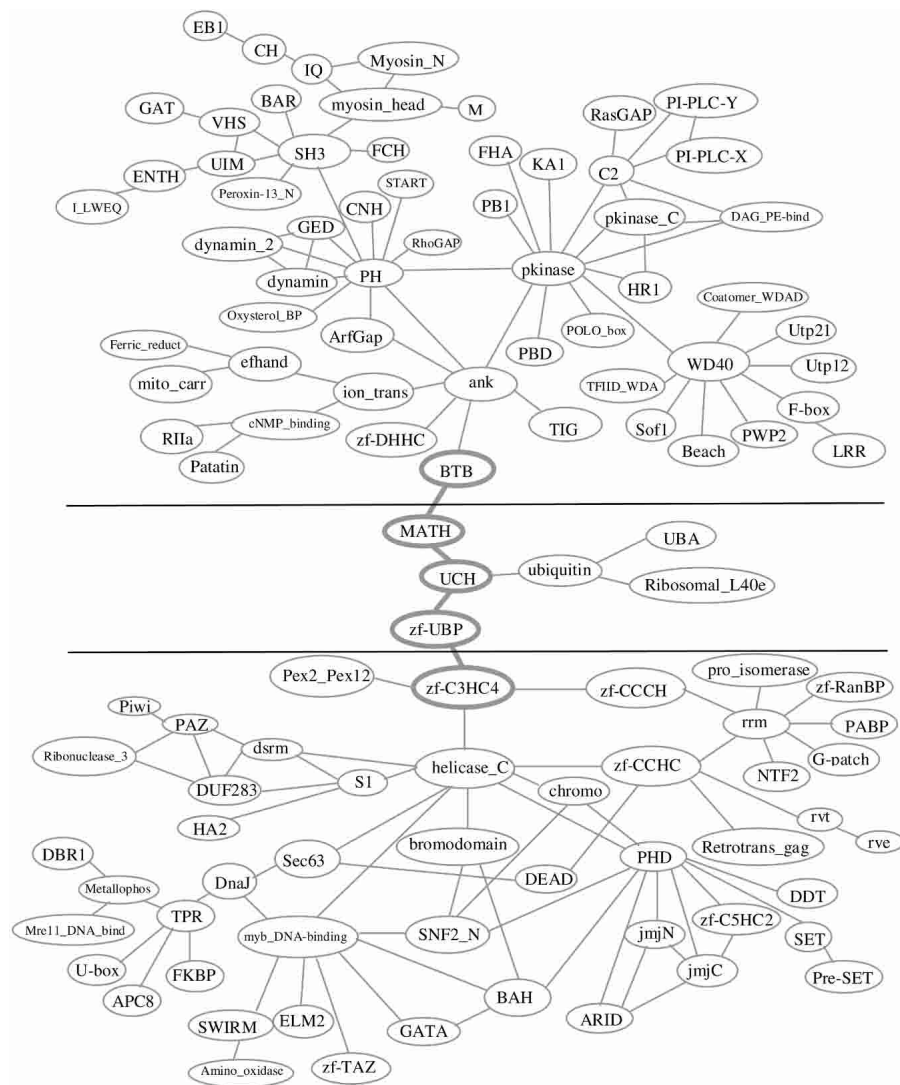 EB1
CH
IQ
Myosin_N
myosin_head
M
GAT
VHS
BAR
SH3
FCH
ENTH
UIM
I_LWEQ
Peroxin-13_N
START
CNH
GED
dynamin_2
RhoGAP
dynamin
PH
Oxysterol_BP
ArfGap
FHA
KA1
PB1
RasGAP
PI-PLC-Y
PI-PLC-X
C2
pkinase_C
DAG_PE-bind
pkinase
HR1
POLO_box
PBD
Coatomer_WDAD
Utp21
WD40
Utp12
TFIID_WDA
F-box
Sof1
Beach
PWP2
LRR
Ferric_reduct
efhand
mito_carr
ion_trans
ank
cNMP_binding
RIIa
Patatin
zf-DHHC
TIG
BTB
MATH
UCH
ubiquitin
UBA
Ribosomal_L40e
zf-UBP
Pex2_Pex12
zf-C3HC4
zf-CCCH
pro_isomerase
zf-RanBP
rrm
PABP
G-patch
NTF2
Piwi
PAZ
Ribonuclease_3
dsrm
DUF283
S1
HA2
helicase_C
zf-CCHC
chromo
rvt
rve
Retrotrans_gag
bromodomain
Sec63
DEAD
PHD
DBR1
Metallophos
DnaJ
Mre11_DNA_bind
TPR
U-box
APC8
FKBP
myb_DNA-binding
SNF2_N
jmjN
zf-C5HC2
DDT
SET
jmjC
Pre-SET
BAH
ARID
SWIRM
ELM2
GATA
zf-TAZ
Amino_oxidase